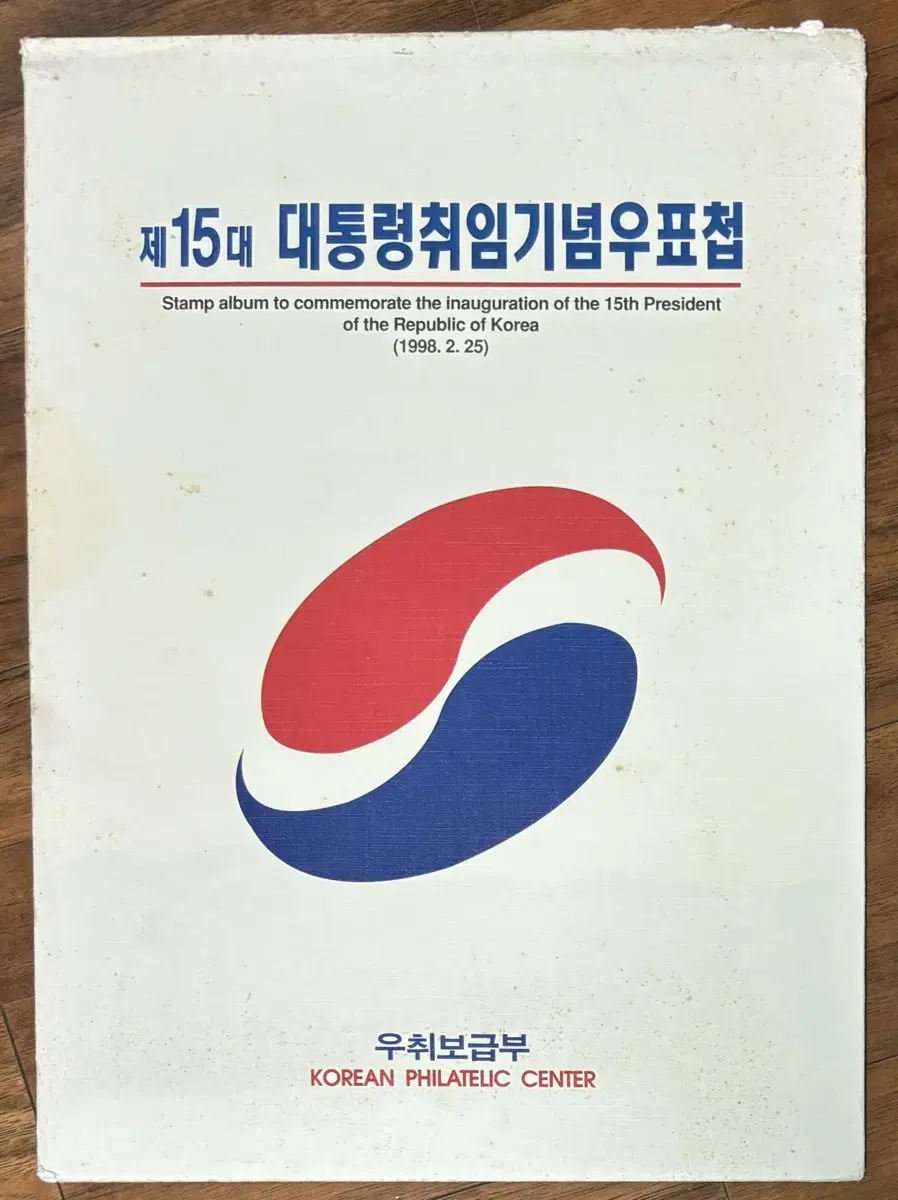 제15대 대통령취임기념우표첩
Stamp album to commemorate the inauguration of the 15th President
of the Republic of Korea
(1998. 2. 25)
우취보급부
KOREAN PHILATELIC CENTER